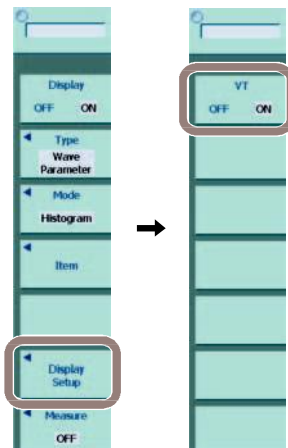 Display
OFF ON
Type
Wave
Parameter
Mode
Histogram
Item
Display
Setup
Measure
OFF
VT
OFF ON